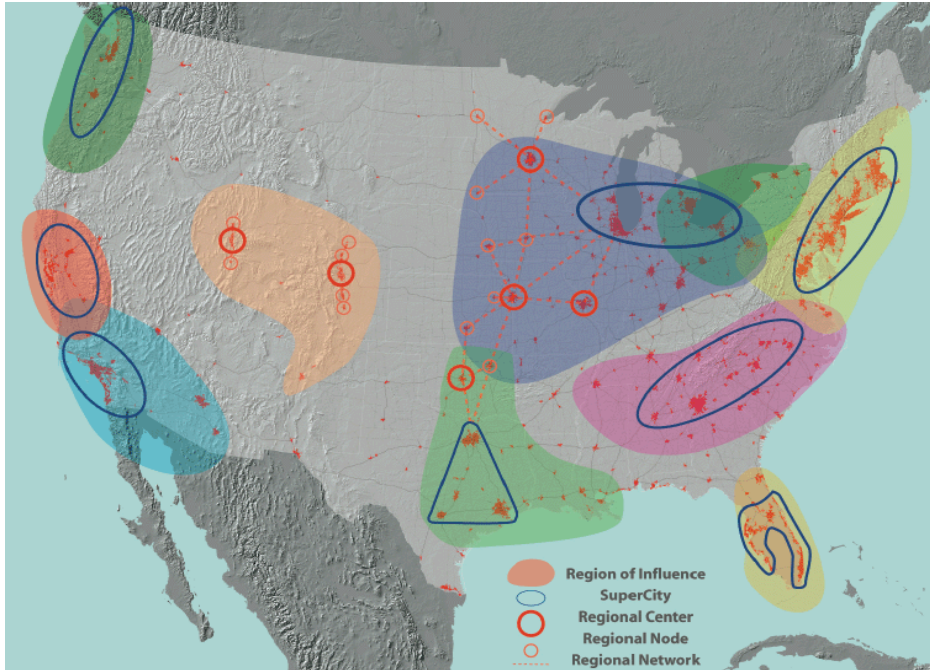 Region of Influence
SuperCity
Regional Center
Regional Node
Regional Network